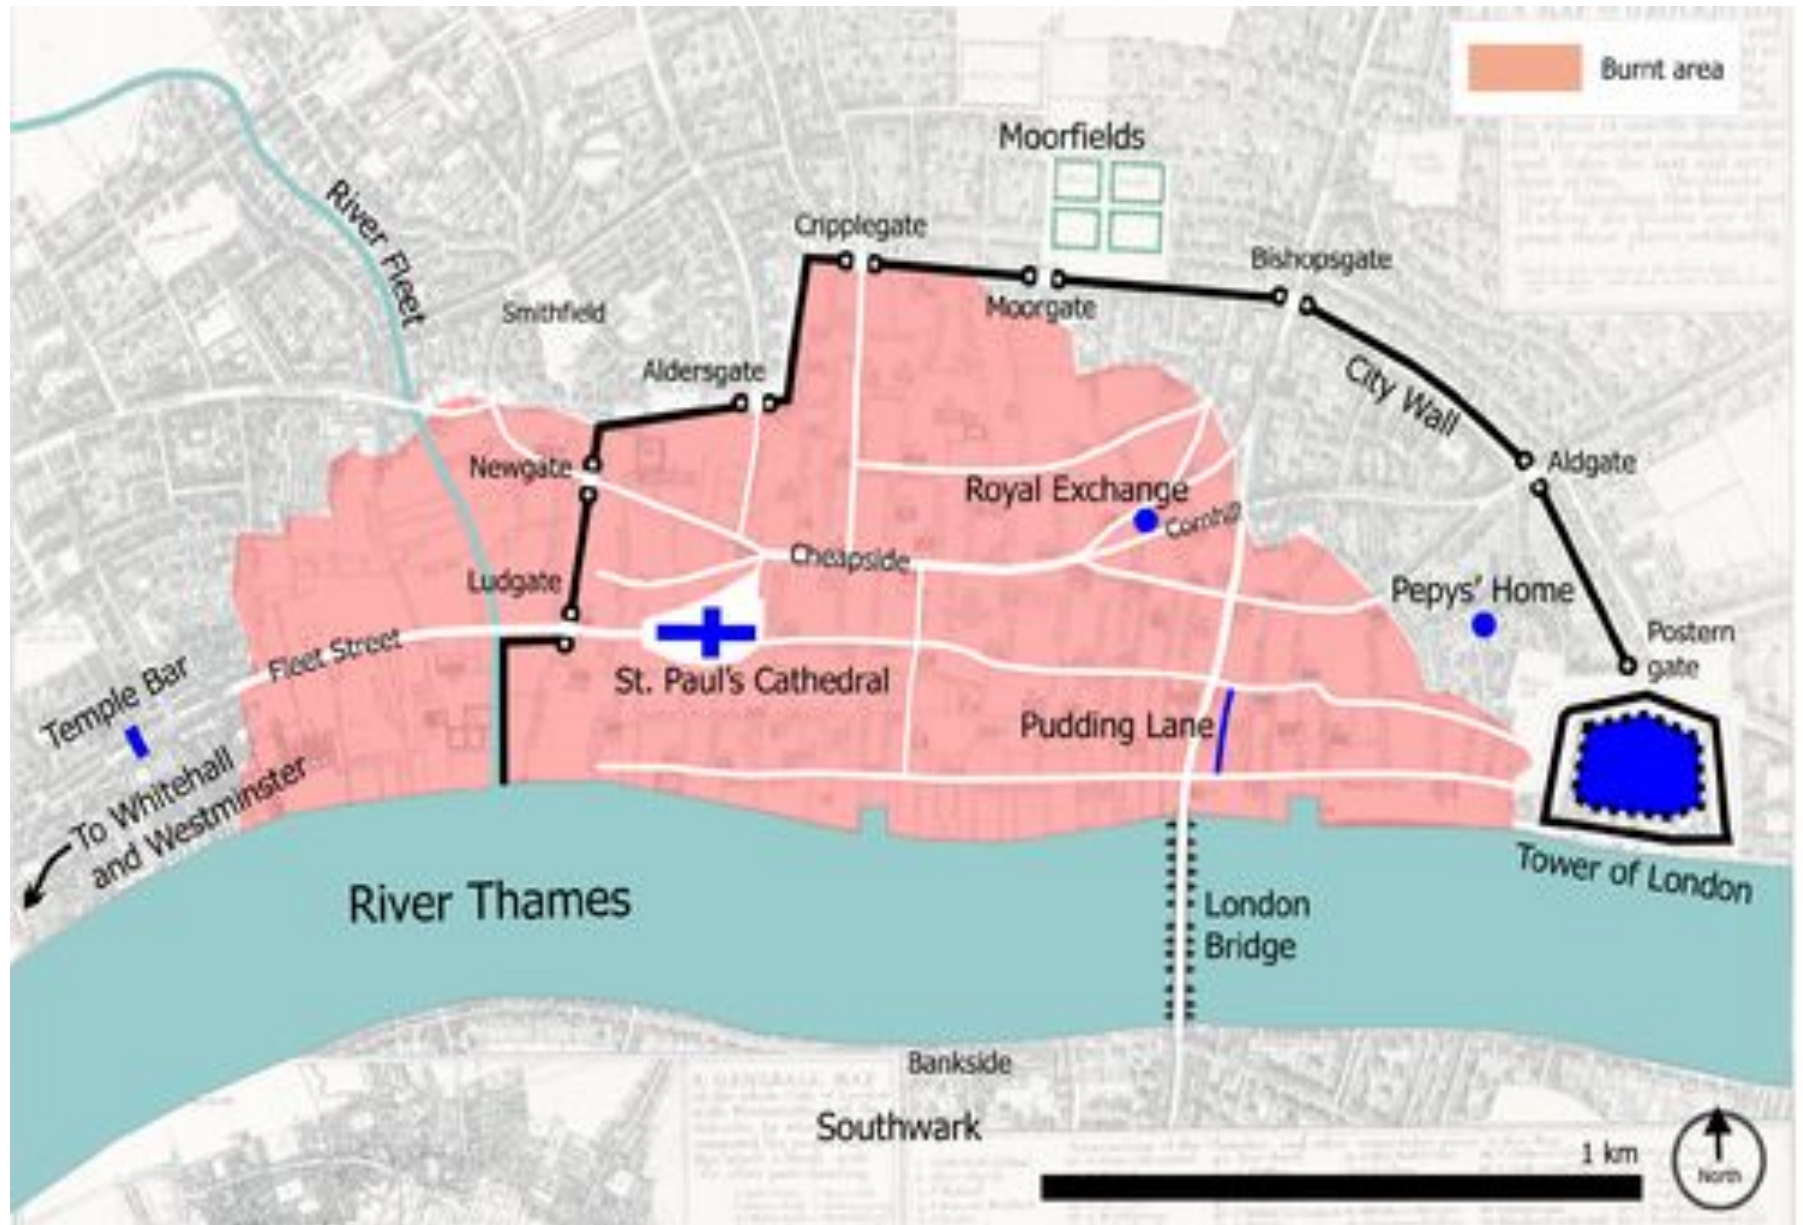 Burnt area
Moorfields
River Fleet
Cripplegate
Bishopsgate
Smithfield
Moorgate
Aldersgate
City Wall
Newgate
Aldgate
Royal Exchange
Cornhill
Cheapside
Ludgate
Pepys' Home
Fleet Street
Postern
gate
Temple Bar
St. Paul's Cathedral
Pudding Lane
To Whitehall
and Westminster
Tower of London
River Thames
London
Bridge
Bankside
A GENERALL MAP
Southwark
1 km
North